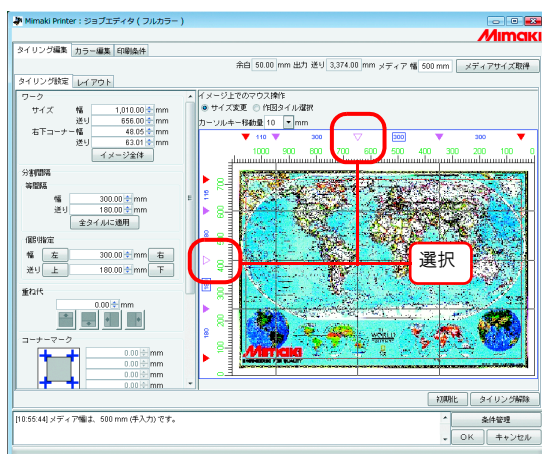 Mimaki Printer : ジョブエディタ ( フルカラー )
Mimaki
タイリング編集 カラー編集 印刷条件
余白 50.00 mm 出力 送り 3,374.00 mm メディア 幅 500 mm メディアサイズ取得
タイリング設定 レイアウト
ワーク
サイズ 幅 1,010.00 mm
送り 656.00 mm
右下コーナー 幅 48.05 mm
送り 63.01 mm
イメージ全体
分割間隔
等間隔
幅 300.00 mm
送り 180.00 mm
全タイルに適用
個別指定
幅 左 300.00 mm 右
送り 上 180.00 mm 下
重ね代
0.00 mm
コーナーマーク
0.00 mm
0.00 mm
0.00 mm
0.00 mm
イメージ上でのマウス操作
サイズ変更 作図タイル選択
カーソルキー移動量 10 mm
110 300 300 300
1000 900 800 700 600 500 400 300 200 100 0
116
600
180
500
400
180
300
200
180
100
0
選択
WORLD
Mimaki
ENGINEERING FOR QUALITY
初期化 タイリング解除
[10:55:44] メディア幅は、500 mm (手入力) です。
条件管理
OK キャンセル